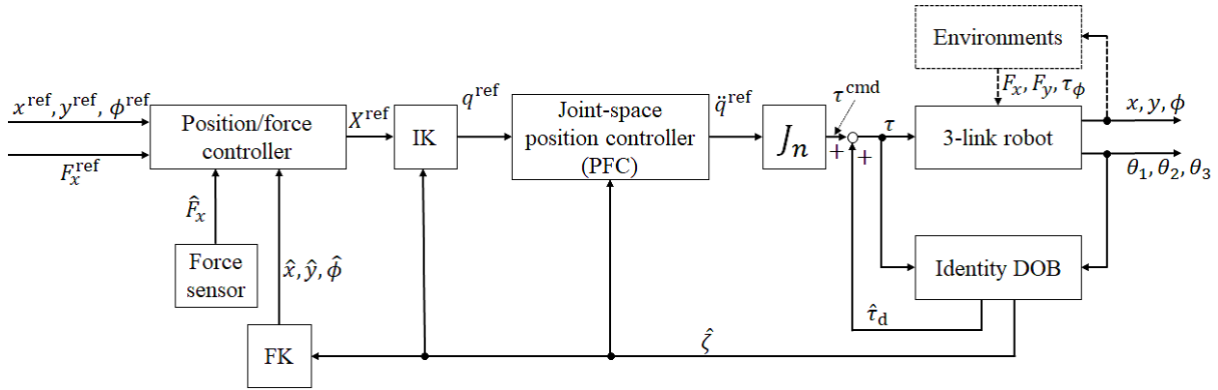 Environments
F_x, F_y, τ_ϕ
x^ref, y^ref, ϕ^ref
F_x^ref
Position/force
controller
X^ref
IK
q^ref
Joint-space
position controller
(PFC)
q̈^ref
J_n
τ^cmd
+
+
τ
3-link robot
x, y, ϕ
θ_1, θ_2, θ_3
F̂_x
Force
sensor
x̂, ŷ, ϕ̂
Identity DOB
τ̂_d
ζ̂
FK